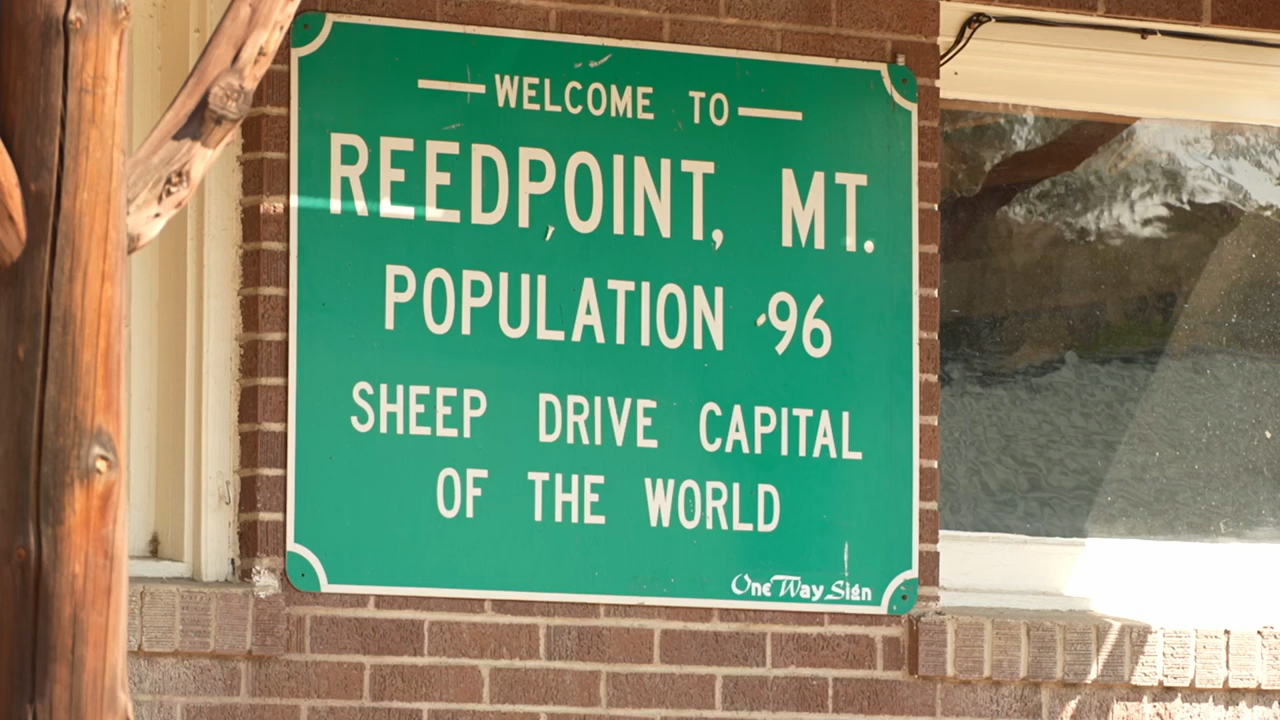 WELCOME TO
REEDPOINT, MT.
POPULATION 96
SHEEP DRIVE CAPITAL
OF THE WORLD
One Way Sign